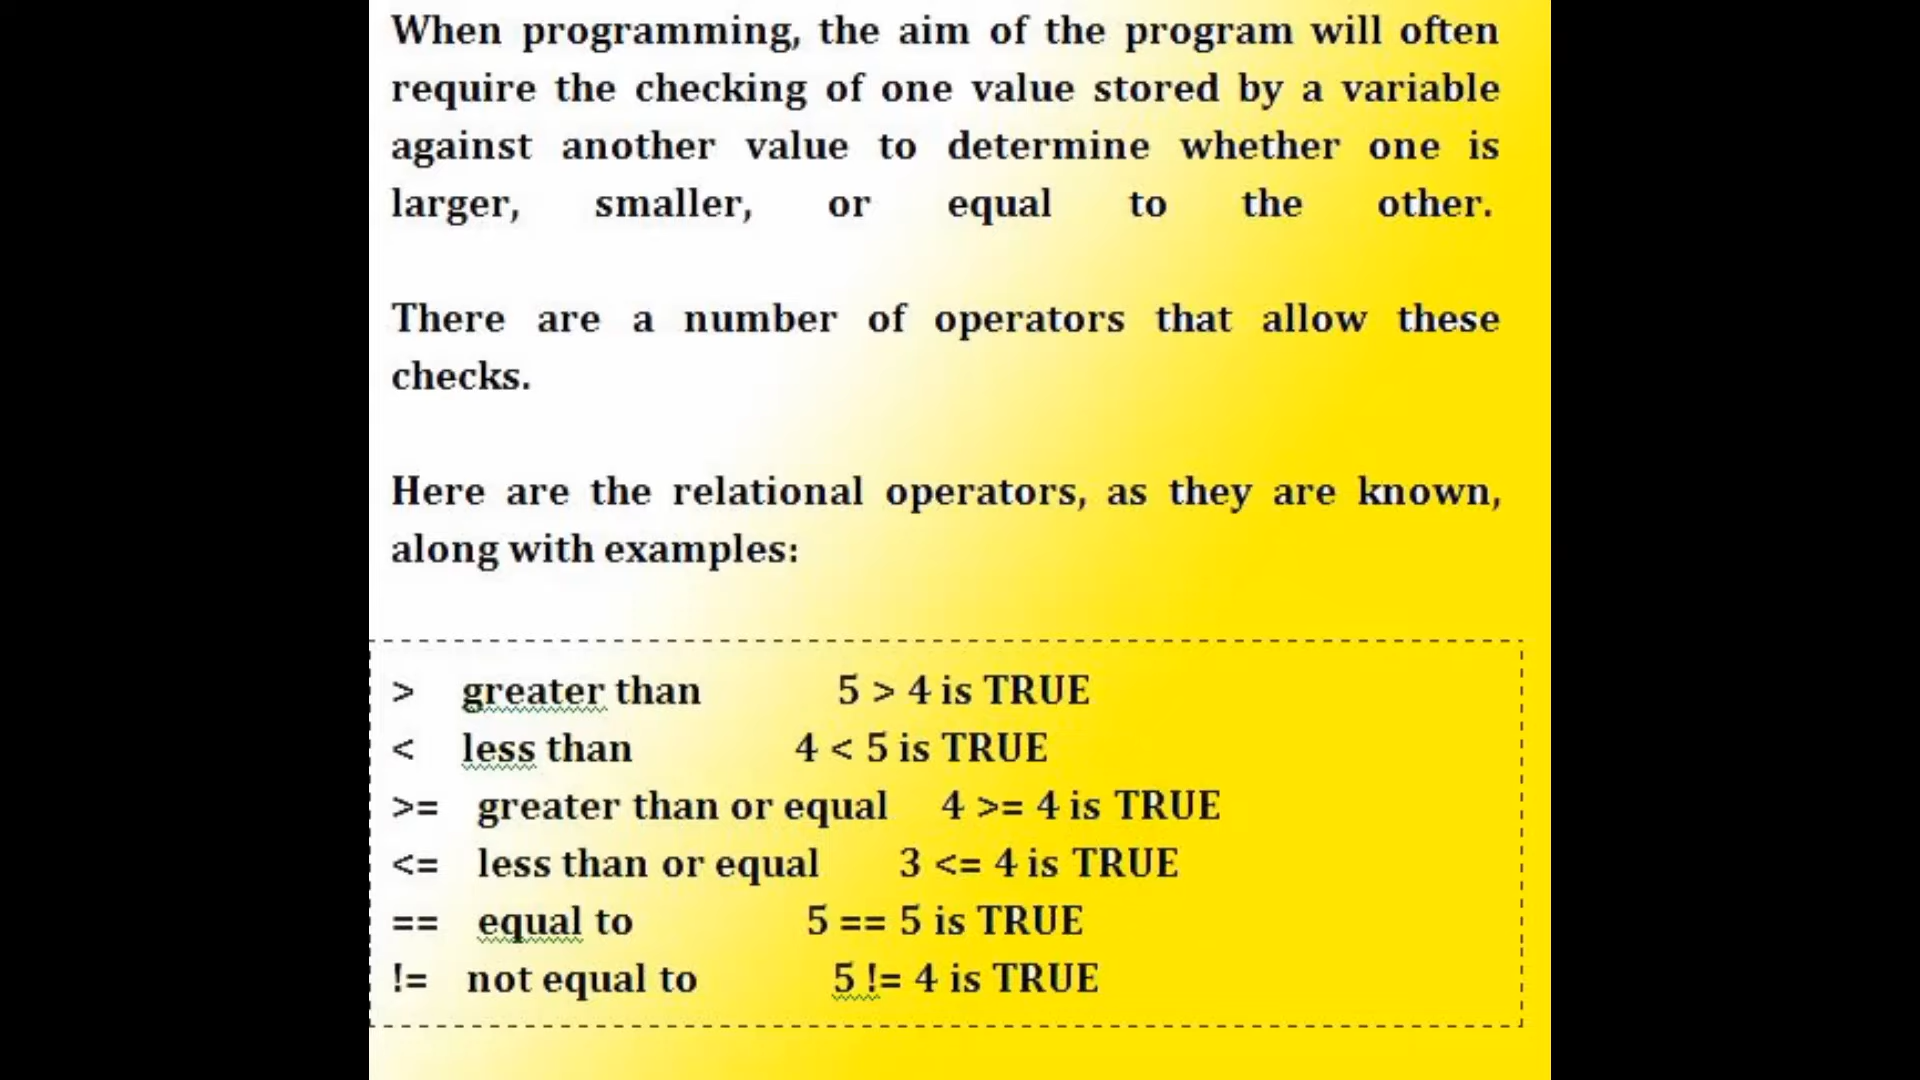 When programming, the aim of the program will often
require the checking of one value stored by a variable
against another value to determine whether one is
larger, smaller, or equal to the other.
There are a number of operators that allow these
checks.
Here are the relational operators, as they are known,
along with examples:
> greater than 5 > 4 is TRUE
< less than 4 < 5 is TRUE
>= greater than or equal 4 >= 4 is TRUE
<= less than or equal 3 <= 4 is TRUE
== equal to 5 == 5 is TRUE
!= not equal to 5 != 4 is TRUE